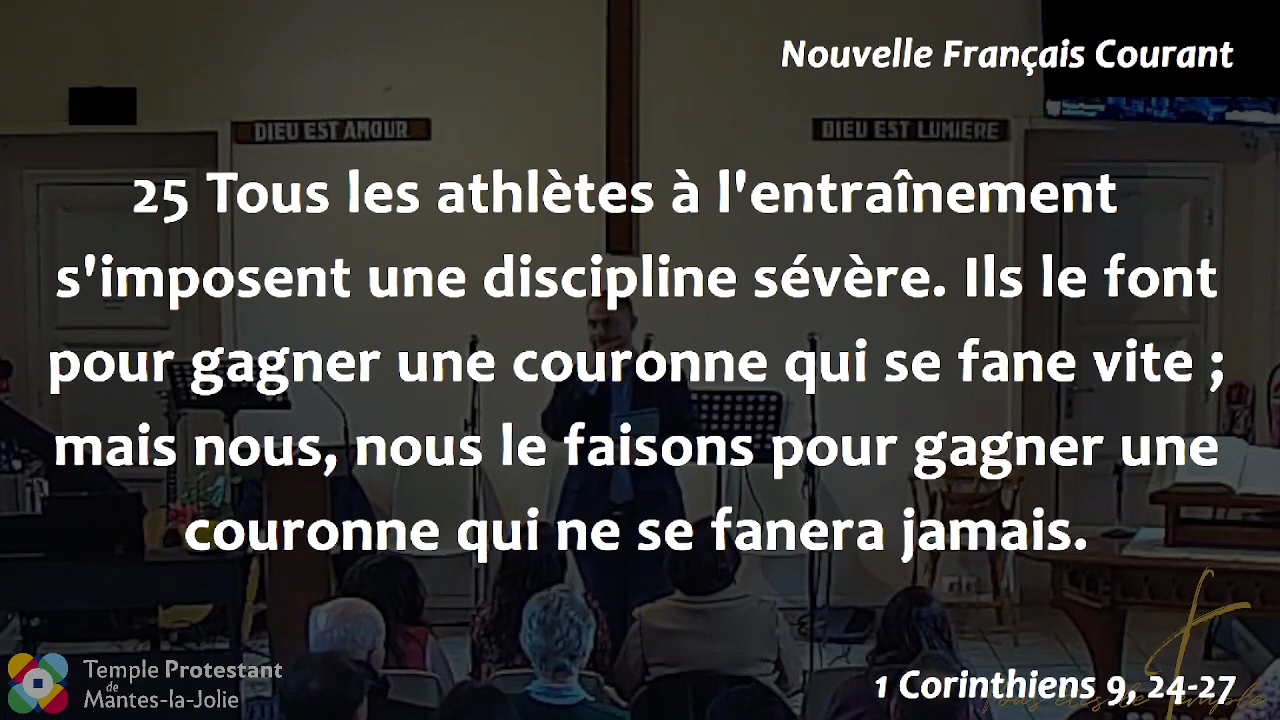 Nouvelle Français Courant
DIEU EST AMOUR
DIEU EST LUMIERE
25 Tous les athlètes à l'entraînement
s'imposent une discipline sévère. Ils le font
pour gagner une couronne qui se fane vite ;
mais nous, nous le faisons pour gagner une
couronne qui ne se fanera jamais.
Temple Protestant
de
Mantes-la-Jolie
1 Corinthiens 9, 24-27